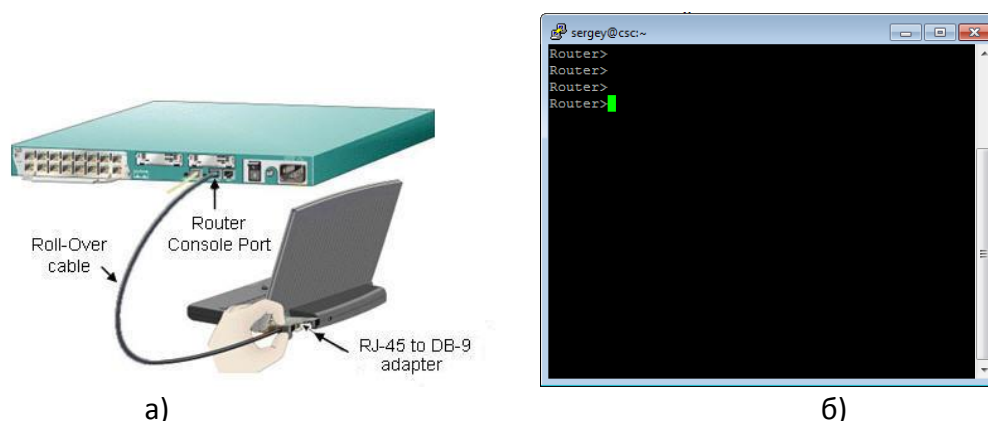 Router
Console Port
Roll-Over
cable
RJ-45 to DB-9
adapter
а)
sergey@csc:~
Router>
Router>
Router>
Router>
б)